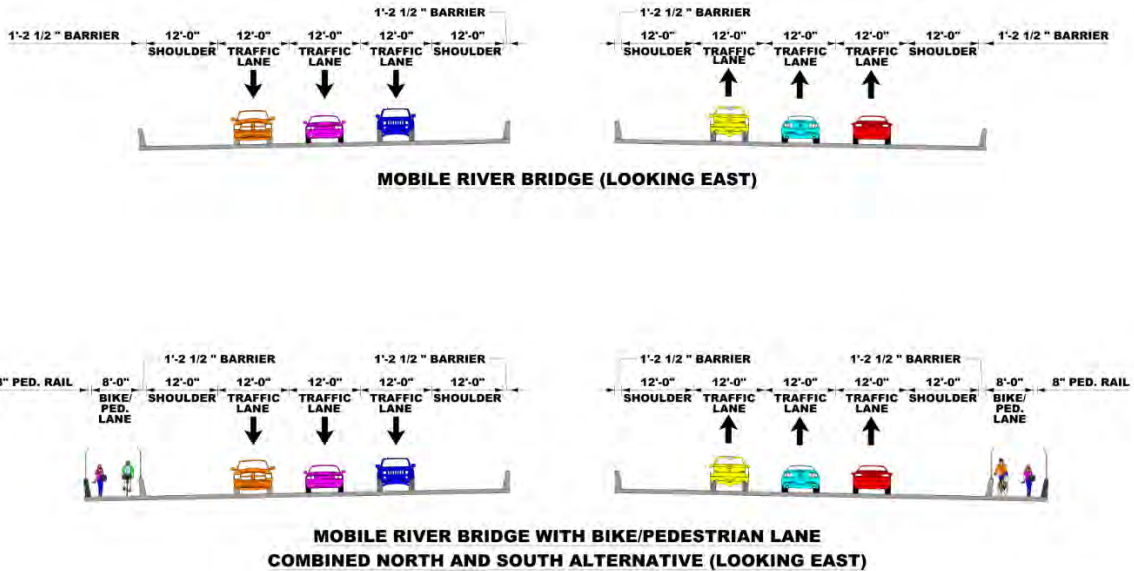 1'-2 1/2 " BARRIER 1'-2 1/2 " BARRIER
1'-2 1/2 " BARRIER 12'-0" 12'-0" 12'-0" 12'-0" 12'-0" 12'-0" 12'-0" 12'-0" 12'-0" 12'-0" 1'-2 1/2 " BARRIER
SHOULDER TRAFFIC TRAFFIC TRAFFIC SHOULDER SHOULDER TRAFFIC TRAFFIC TRAFFIC SHOULDER
LANE LANE LANE LANE LANE LANE
MOBILE RIVER BRIDGE (LOOKING EAST)
1'-2 1/2 " BARRIER 1'-2 1/2 " BARRIER 1'-2 1/2 " BARRIER 1'-2 1/2 " BARRIER
8" PED. RAIL 8'-0" 12'-0" 12'-0" 12'-0" 12'-0" 12'-0" 12'-0" 12'-0" 12'-0" 12'-0" 12'-0" 8'-0" 8" PED. RAIL
BIKE/ SHOULDER TRAFFIC TRAFFIC TRAFFIC SHOULDER SHOULDER TRAFFIC TRAFFIC TRAFFIC SHOULDER BIKE/
PED. LANE LANE LANE LANE LANE LANE PED.
LANE LANE
MOBILE RIVER BRIDGE WITH BIKE/PEDESTRIAN LANE
COMBINED NORTH AND SOUTH ALTERNATIVE (LOOKING EAST)